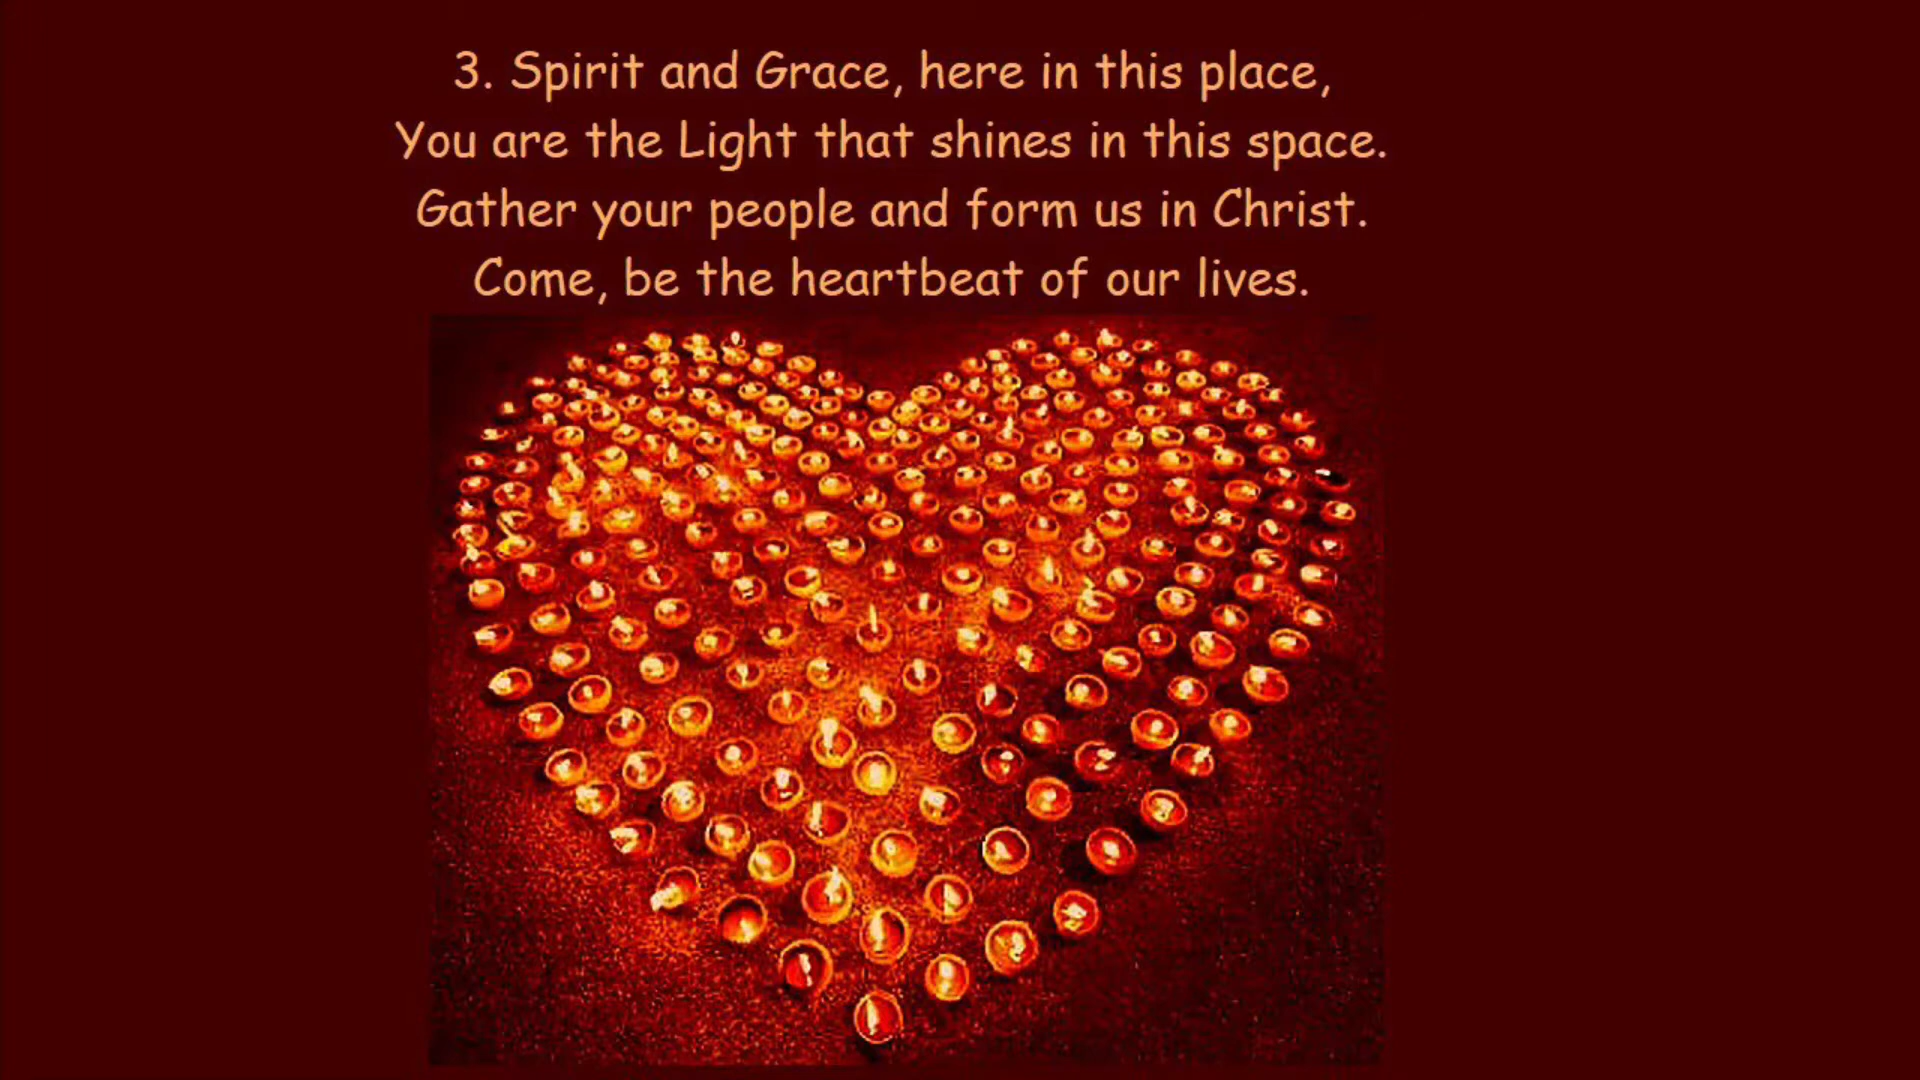 3. Spirit and Grace, here in this place,
You are the Light that shines in this space.
Gather your people and form us in Christ.
Come, be the heartbeat of our lives.